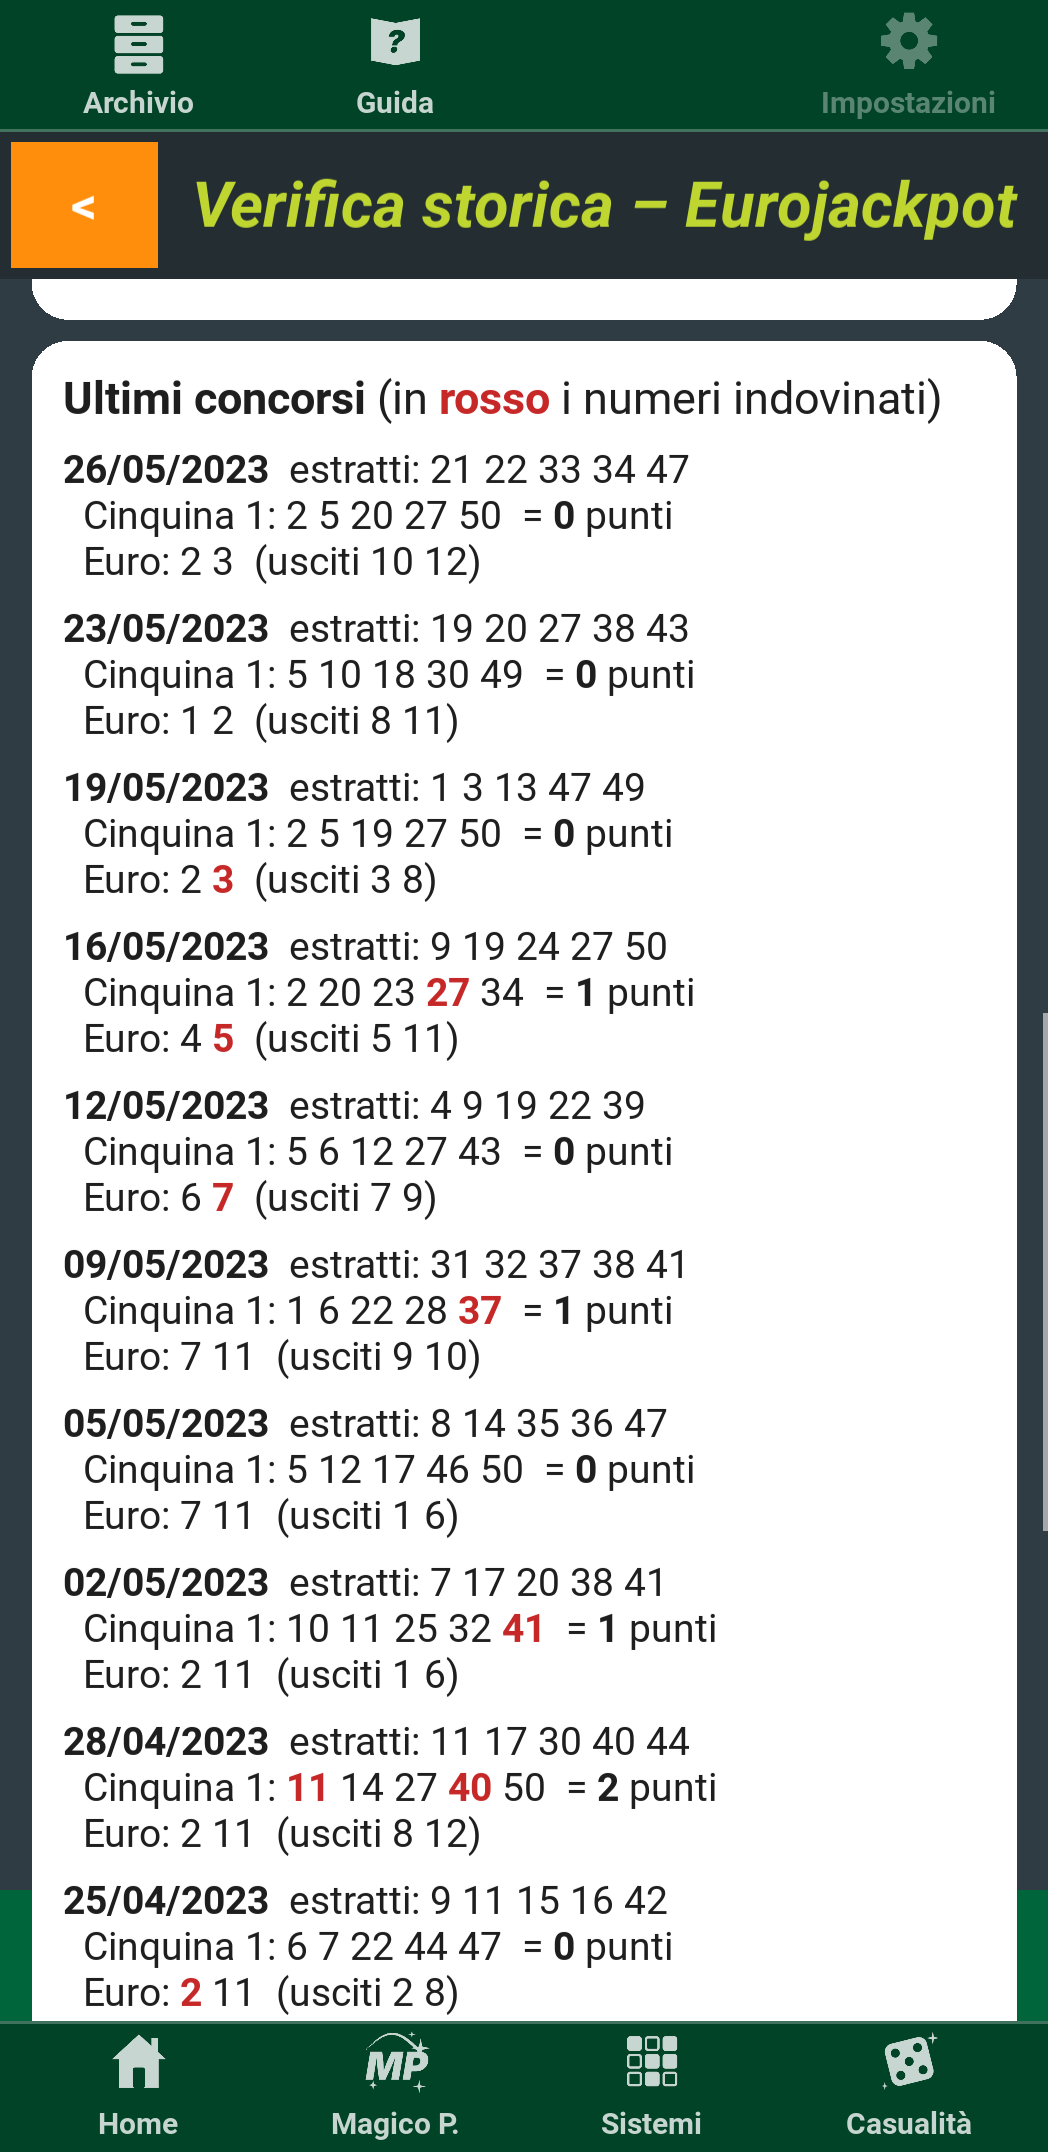 Archivio Guida Impostazioni
< Verifica storica – Eurojackpot
Ultimi concorsi (in rosso i numeri indovinati)
26/05/2023 estratti: 21 22 33 34 47
Cinquina 1: 2 5 20 27 50 = 0 punti
Euro: 2 3 (usciti 10 12)
23/05/2023 estratti: 19 20 27 38 43
Cinquina 1: 5 10 18 30 49 = 0 punti
Euro: 1 2 (usciti 8 11)
19/05/2023 estratti: 1 3 13 47 49
Cinquina 1: 2 5 19 27 50 = 0 punti
Euro: 2 3 (usciti 3 8)
16/05/2023 estratti: 9 19 24 27 50
Cinquina 1: 2 20 23 27 34 = 1 punti
Euro: 4 5 (usciti 5 11)
12/05/2023 estratti: 4 9 19 22 39
Cinquina 1: 5 6 12 27 43 = 0 punti
Euro: 6 7 (usciti 7 9)
09/05/2023 estratti: 31 32 37 38 41
Cinquina 1: 1 6 22 28 37 = 1 punti
Euro: 7 11 (usciti 9 10)
05/05/2023 estratti: 8 14 35 36 47
Cinquina 1: 5 12 17 46 50 = 0 punti
Euro: 7 11 (usciti 1 6)
02/05/2023 estratti: 7 17 20 38 41
Cinquina 1: 10 11 25 32 41 = 1 punti
Euro: 2 11 (usciti 1 6)
28/04/2023 estratti: 11 17 30 40 44
Cinquina 1: 11 14 27 40 50 = 2 punti
Euro: 2 11 (usciti 8 12)
25/04/2023 estratti: 9 11 15 16 42
Cinquina 1: 6 7 22 44 47 = 0 punti
Euro: 2 11 (usciti 2 8)
MP
Home Magico P. Sistemi Casualità